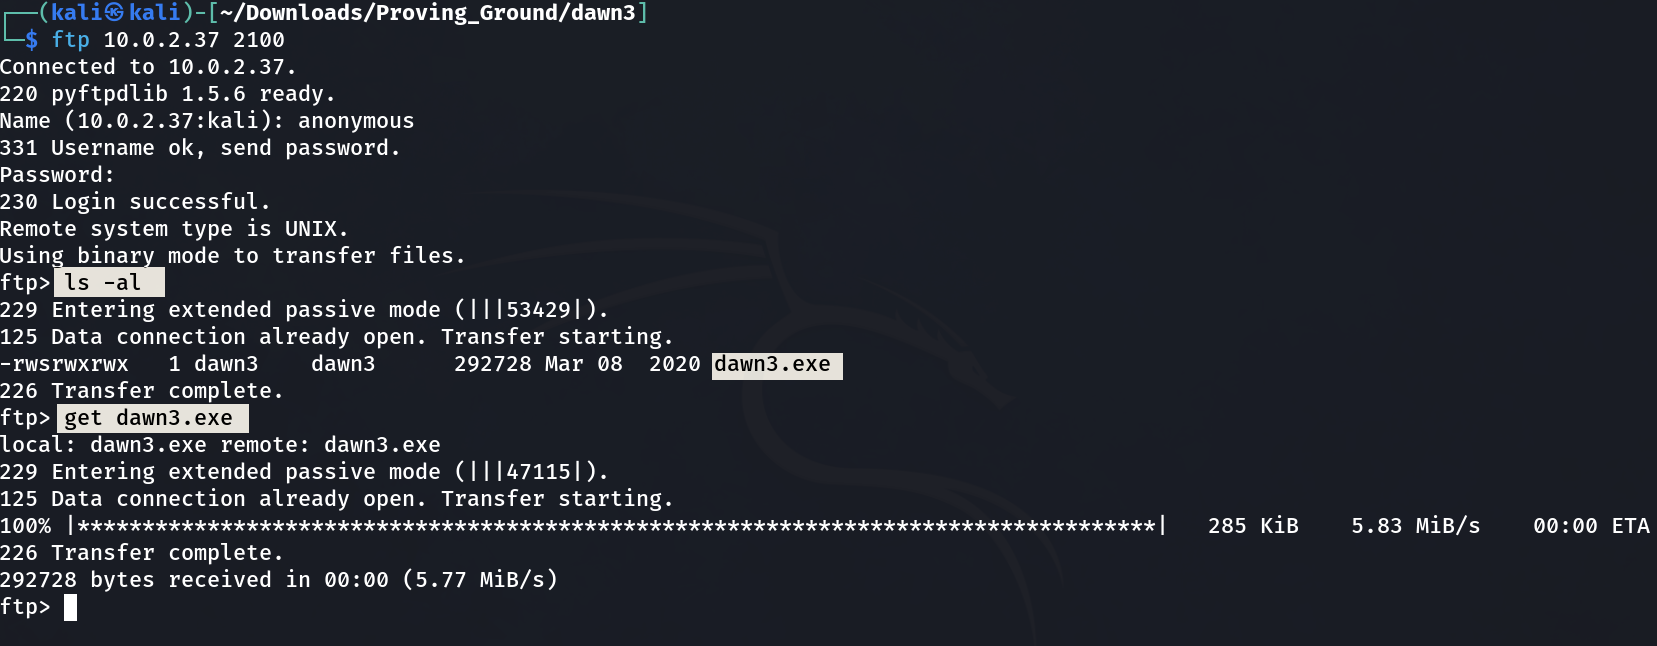 ┌──(kali㉿kali)-[~/Downloads/Proving_Ground/dawn3]
└─$ ftp 10.0.2.37 2100
Connected to 10.0.2.37.
220 pyftpdlib 1.5.6 ready.
Name (10.0.2.37:kali): anonymous
331 Username ok, send password.
Password:
230 Login successful.
Remote system type is UNIX.
Using binary mode to transfer files.
ftp> ls -al
229 Entering extended passive mode (|||53429|).
125 Data connection already open. Transfer starting.
-rwsrwxrwx   1 dawn3    dawn3      292728 Mar 08  2020 dawn3.exe
226 Transfer complete.
ftp> get dawn3.exe
local: dawn3.exe remote: dawn3.exe
229 Entering extended passive mode (|||47115|).
125 Data connection already open. Transfer starting.
100% |***********************************************************************************|   285 KiB    5.83 MiB/s    00:00 ETA
226 Transfer complete.
292728 bytes received in 00:00 (5.77 MiB/s)
ftp>